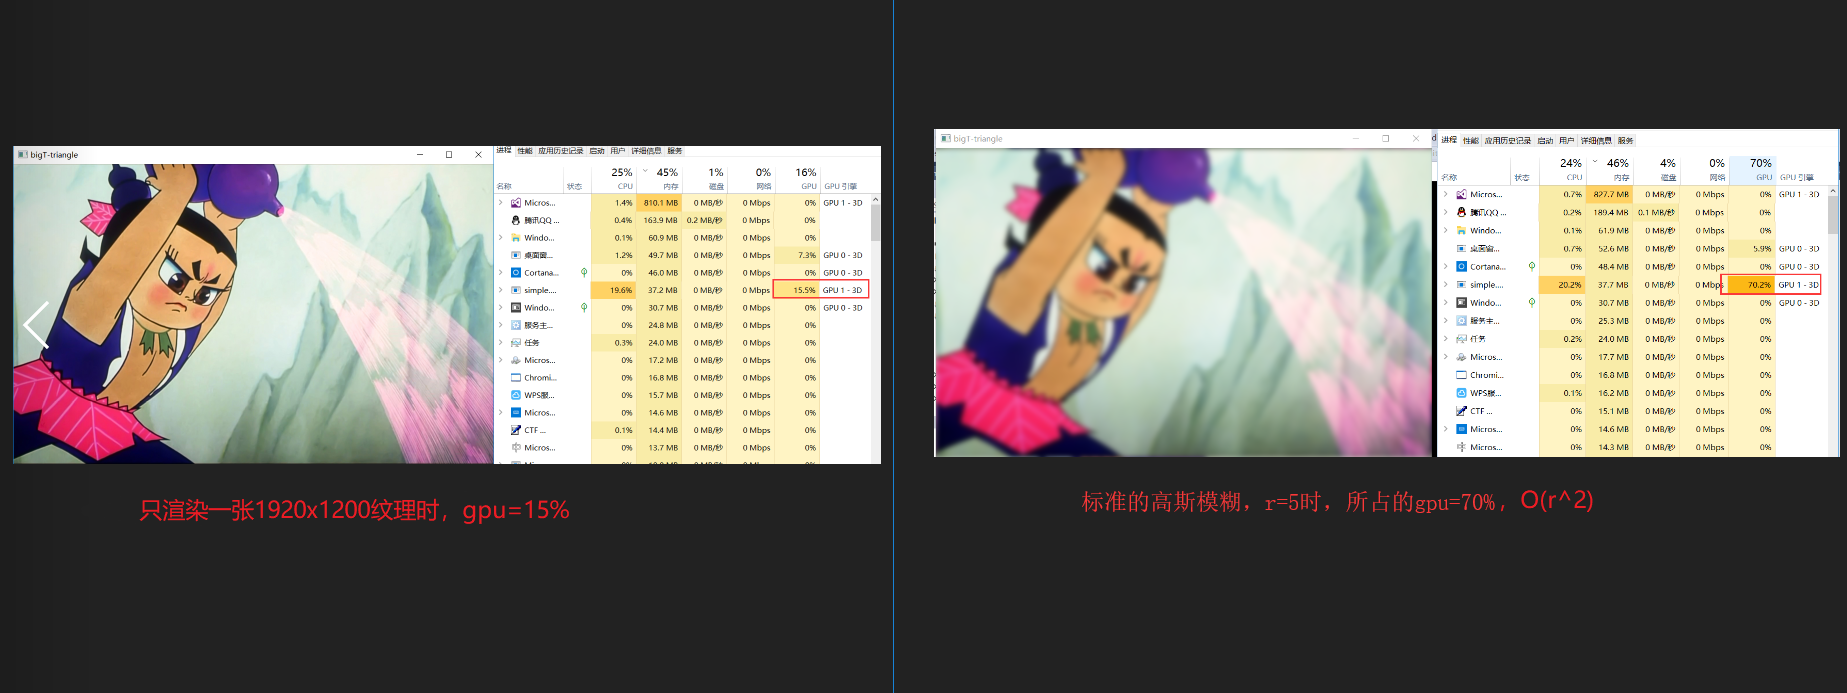 bigT-triangle
进程 性能 应用历史记录 启动 用户 详细信息 服务
25% 45% 1% 0% 16%
名称 状态 CPU 内存 磁盘 网络 GPU GPU 引擎
Micros... 1.4% 810.1 MB 0 MB/秒 0 Mbps 0% GPU 1 - 3D
腾讯QQ ... 0.4% 163.9 MB 0.2 MB/秒 0 Mbps 0%
Windo... 0.1% 60.9 MB 0 MB/秒 0 Mbps 0%
桌面窗... 1.2% 49.7 MB 0 MB/秒 0 Mbps 7.3% GPU 0 - 3D
Cortana... 0% 46.0 MB 0 MB/秒 0 Mbps 0% GPU 0 - 3D
simple.... 19.6% 37.2 MB 0 MB/秒 0 Mbps 15.5% GPU 1 - 3D
Windo... 0% 30.7 MB 0 MB/秒 0 Mbps 0% GPU 0 - 3D
服务主... 0% 24.8 MB 0 MB/秒 0 Mbps 0%
任务 0.3% 24.0 MB 0 MB/秒 0 Mbps 0%
Micros... 0% 17.2 MB 0 MB/秒 0 Mbps 0%
Chromi... 0% 16.8 MB 0 MB/秒 0 Mbps 0%
WPS服... 0% 15.7 MB 0 MB/秒 0 Mbps 0%
Micros... 0% 14.6 MB 0 MB/秒 0 Mbps 0%
CTF ... 0.1% 14.4 MB 0 MB/秒 0 Mbps 0%
Micros... 0% 13.7 MB 0 MB/秒 0 Mbps 0%
只渲染一张1920x1200纹理时，gpu=15%
bigT-triangle
进程 性能 应用历史记录 启动 用户 详细信息 服务
24% 46% 4% 0% 70%
名称 状态 CPU 内存 磁盘 网络 GPU GPU 引擎
Micros... 0.7% 827.7 MB 0 MB/秒 0 Mbps 0% GPU 1 - 3D
腾讯QQ ... 0.2% 189.4 MB 0.1 MB/秒 0 Mbps 0%
Windo... 0.1% 61.9 MB 0 MB/秒 0 Mbps 0%
桌面窗... 0.7% 52.6 MB 0 MB/秒 0 Mbps 5.9% GPU 0 - 3D
Cortana... 0% 48.4 MB 0 MB/秒 0 Mbps 0% GPU 0 - 3D
simple.... 20.2% 37.7 MB 0 MB/秒 0 Mbps 70.2% GPU 1 - 3D
Windo... 0% 30.7 MB 0 MB/秒 0 Mbps 0% GPU 0 - 3D
服务主... 0% 25.3 MB 0 MB/秒 0 Mbps 0%
任务 0.2% 24.0 MB 0 MB/秒 0 Mbps 0%
Micros... 0% 17.7 MB 0 MB/秒 0 Mbps 0%
Chromi... 0% 16.8 MB 0 MB/秒 0 Mbps 0%
WPS服... 0.1% 16.2 MB 0 MB/秒 0 Mbps 0%
CTF ... 0% 15.1 MB 0 MB/秒 0 Mbps 0%
Micros... 0% 14.6 MB 0 MB/秒 0 Mbps 0%
Micros... 0% 14.3 MB 0 MB/秒 0 Mbps 0%
标准的高斯模糊，r=5时，所占的gpu=70%，O(r^2)